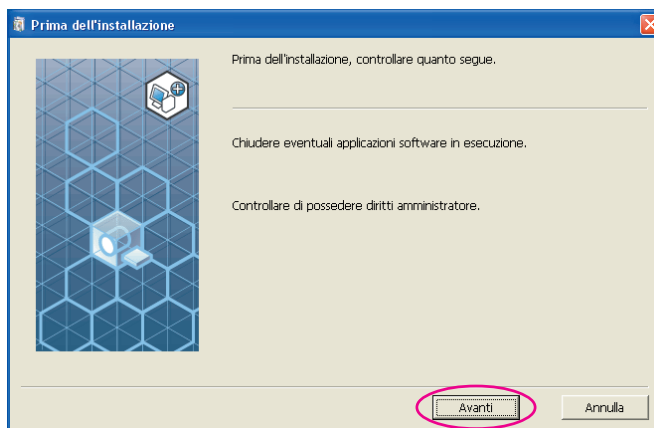 Prima dell'installazione
Prima dell'installazione, controllare quanto segue.
Chiudere eventuali applicazioni software in esecuzione.
Controllare di possedere diritti amministratore.
Avanti
Annulla